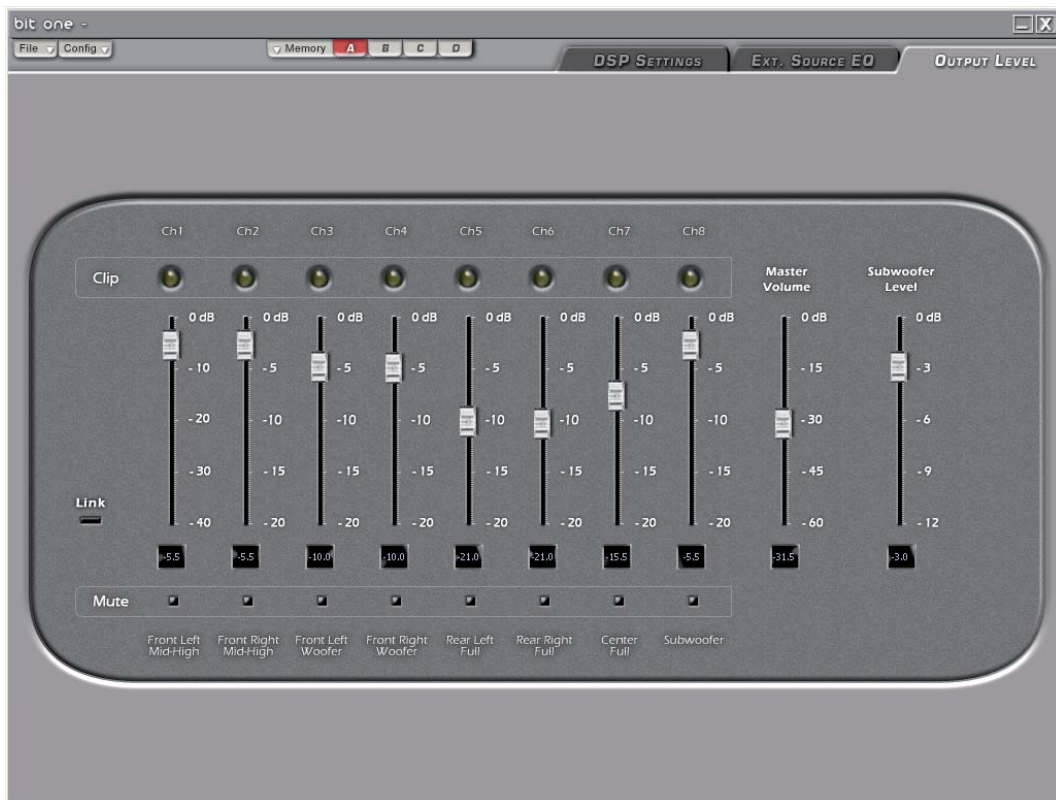 bit one -
File Config Memory A B C D
DSP SETTINGS EXT. SOURCE EQ OUTPUT LEVEL
Ch1 Ch2 Ch3 Ch4 Ch5 Ch6 Ch7 Ch8
Clip
Master
Volume
Subwoofer
Level
0 dB 0 dB 0 dB 0 dB 0 dB 0 dB 0 dB 0 dB 0 dB 0 dB
-10 -5 -5 -5 -5 -5 -5 -5 -15 -3
-20 -10 -10 -10 -10 -10 -10 -10 -30 -6
-30 -15 -15 -15 -15 -15 -15 -15 -45 -9
Link
-40 -20 -20 -20 -20 -20 -20 -20 -60 -12
-5.5 -5.5 -10.0 -10.0 -21.0 -21.0 -15.5 -5.5 -31.5 -3.0
Mute
Front Left
Mid-High
Front Right
Mid-High
Front Left
Woofer
Front Right
Woofer
Rear Left
Full
Rear Right
Full
Center
Full
Subwoofer